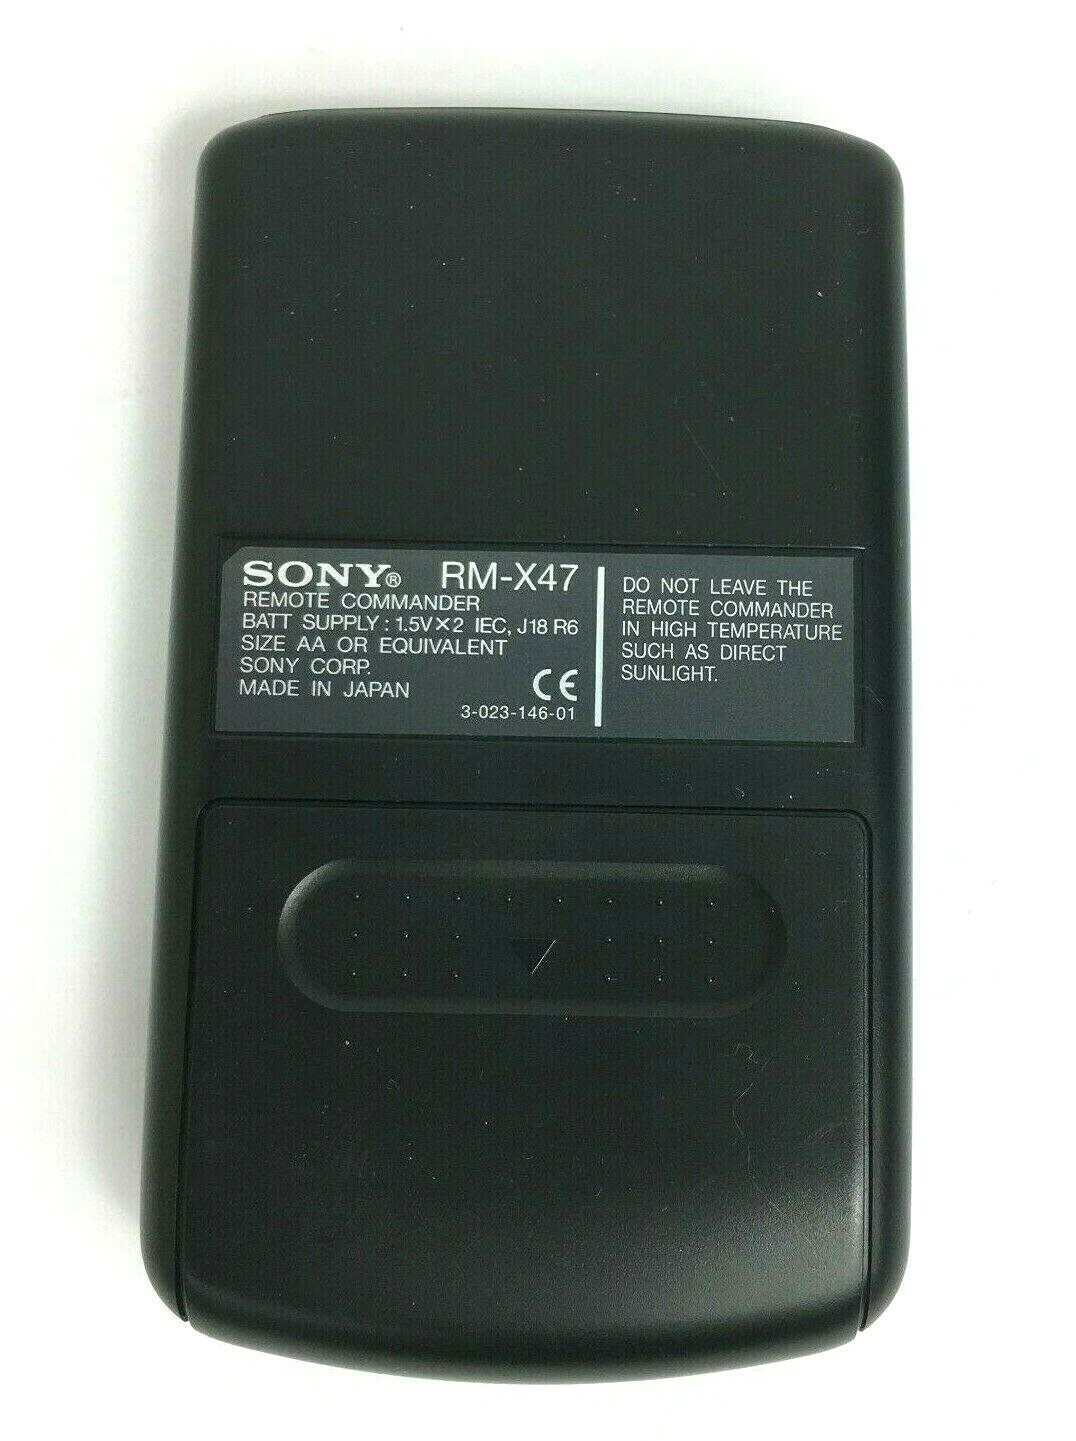 SONY® RM-X47
REMOTE COMMANDER
BATT SUPPLY : 1.5V×2 IEC, J18 R6
SIZE AA OR EQUIVALENT
SONY CORP.
MADE IN JAPAN CE
3-023-146-01
DO NOT LEAVE THE
REMOTE COMMANDER
IN HIGH TEMPERATURE
SUCH AS DIRECT
SUNLIGHT.